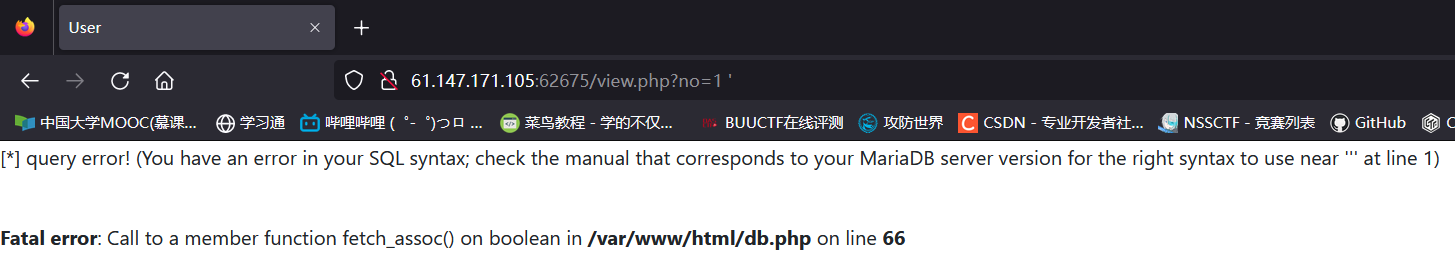 User
61.147.171.105:62675/view.php?no=1 '
中国大学MOOC(慕课... 学习通 哔哩哔哩 (゜-゜)つロ ... 菜鸟教程 - 学的不仅... BUUCTF在线评测 攻防世界 CSDN - 专业开发者社... NSSCTF - 竞赛列表 GitHub C
[*] query error! (You have an error in your SQL syntax; check the manual that corresponds to your MariaDB server version for the right syntax to use near ''' at line 1)
Fatal error: Call to a member function fetch_assoc() on boolean in /var/www/html/db.php on line 66